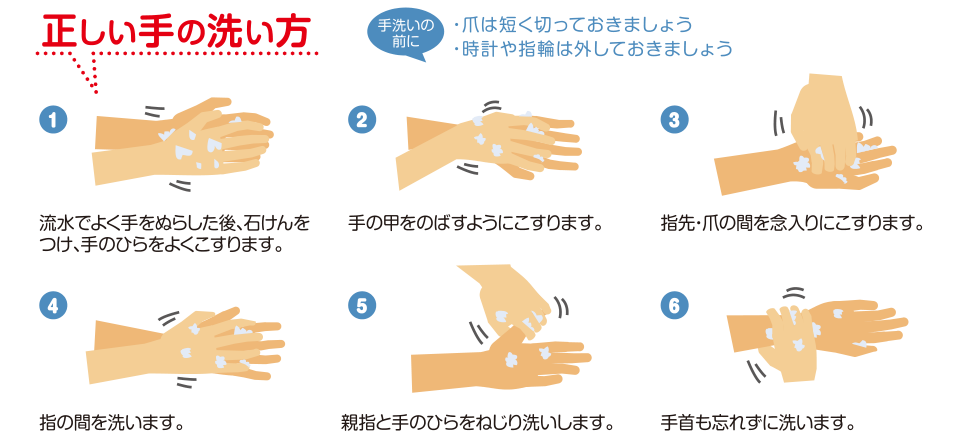 正しい手の洗い方
手洗いの
前に
・爪は短く切っておきましょう
・時計や指輪は外しておきましょう
1
流水でよく手をぬらした後、石けんを
つけ、手のひらをよくこすります。
2
手の甲をのばすようにこすります。
3
指先・爪の間を念入りにこすります。
4
指の間を洗います。
5
親指と手のひらをねじり洗いします。
6
手首も忘れずに洗います。